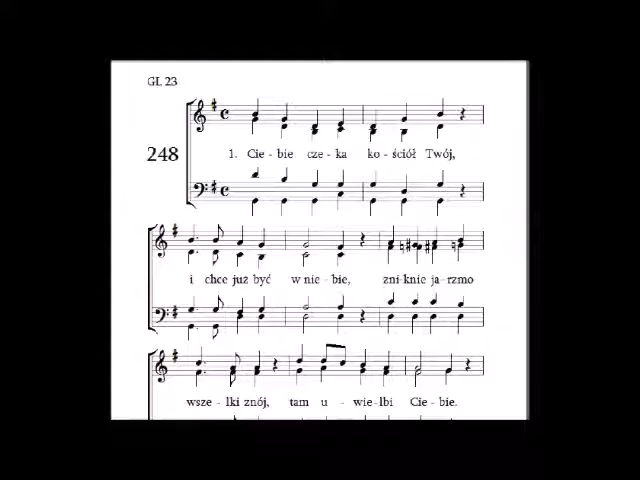 GL 23
248
1. Cie - bie cze - ka ko - ściół Twój,
i chce już być w nie - bie, zni - knie ja - rzmo
wsze - lki znój, tam u - wie - lbi Cie - bie.